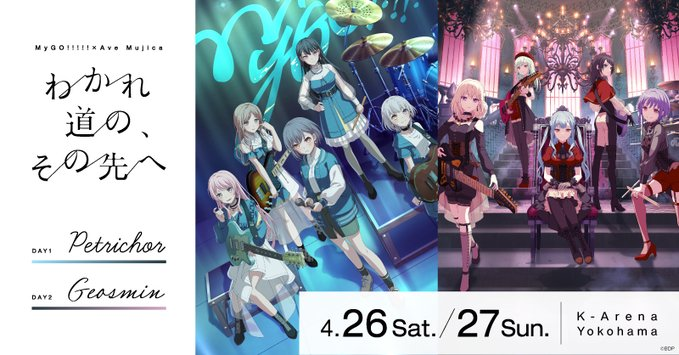 MyGO!!!!!×Ave Mujica
わかれ
道の、
その先へ
DAY1 Petrichor
DAY2 Geosmin
MyGO!!!!!
4.26 Sat./27 Sun.
K-Arena
Yokohama
©BDP